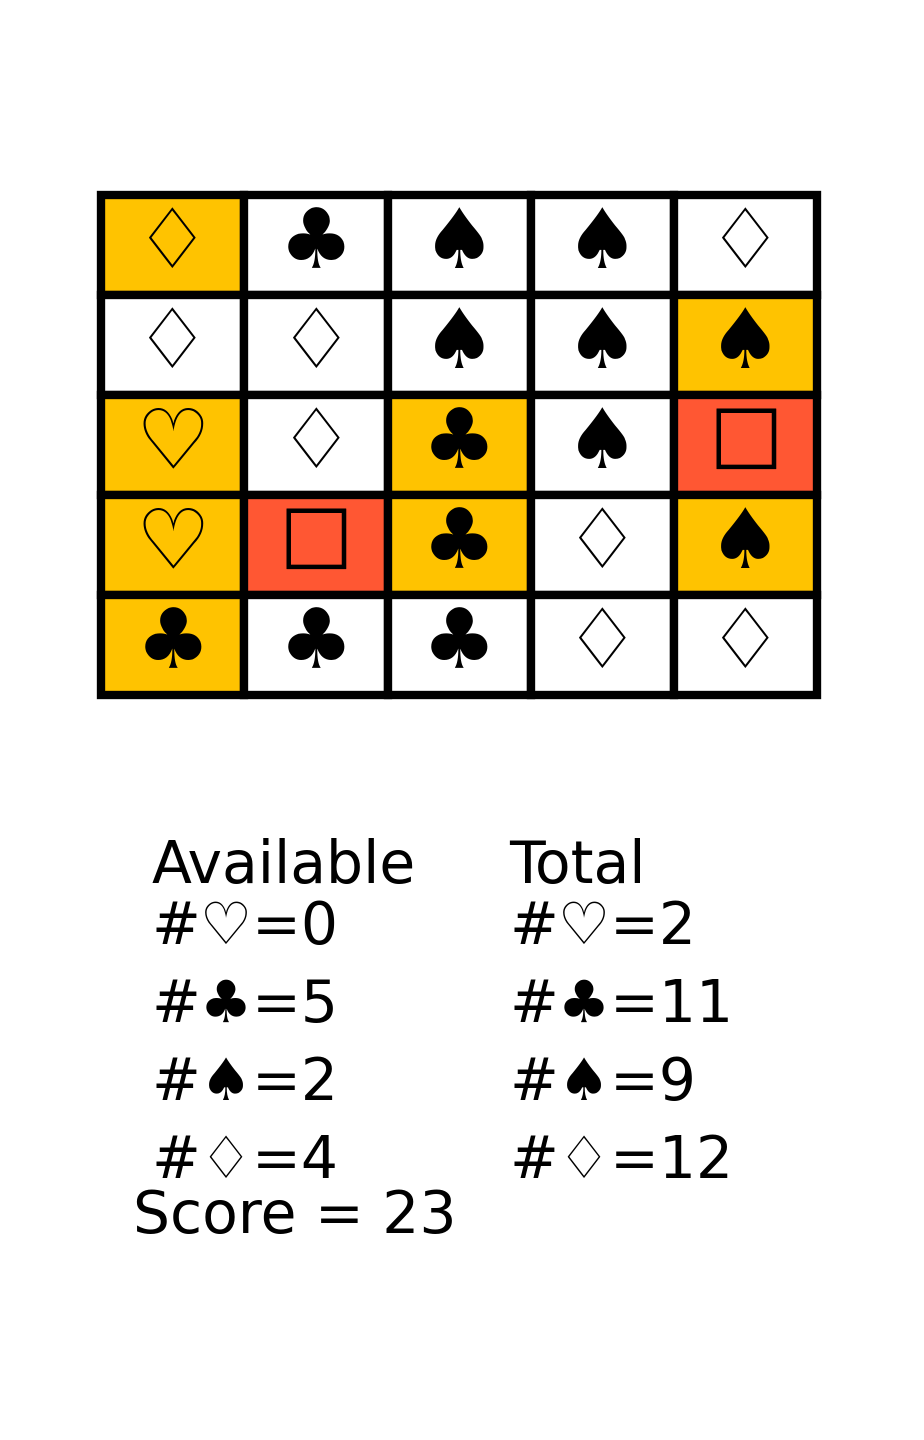 ♢ ♣ ♠ ♠ ♢
♢ ♢ ♠ ♠ ♠
♡ ♢ ♣ ♠ □
♡ □ ♣ ♢ ♠
♣ ♣ ♣ ♢ ♢
Available Total
#♡=0 #♡=2
#♣=5 #♣=11
#♠=2 #♠=9
#♢=4 #♢=12
Score = 23